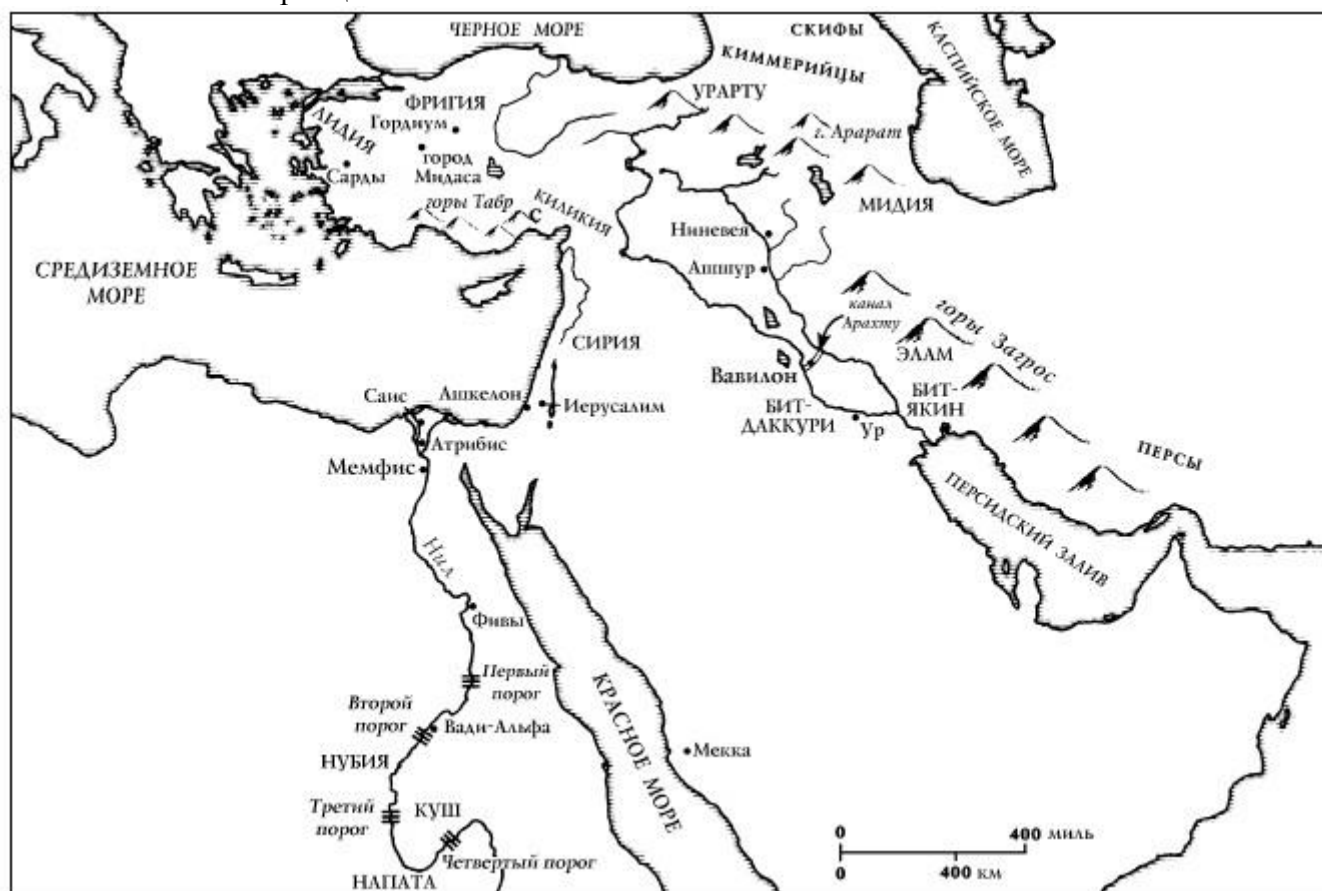 ЧЕРНОЕ МОРЕ
СКИФЫ
КИММЕРИЙЦЫ
КАСПИЙСКОЕ МОРЕ
УРАРТУ
г. Арарат
ФРИГИЯ
Гордиум
ЛИДИЯ
город
Мидаса
Сарды
горы Табр
С
КИЛИКИЯ
МИДИЯ
Ниневея
Ашшур
СРЕДИЗЕМНОЕ
МОРЕ
СИРИЯ
канал
Арахту
горы Загрос
ЭЛАМ
Вавилон
БИТ-
ДАККУРИ
Ур
БИТ-
ЯКИН
ПЕРСЫ
Саис
Ашкелон
Иерусалим
Атрибис
Мемфис
ПЕРСИДСКИЙ ЗАЛИВ
Нил
Фивы
Первый
порог
Второй
порог
Вади-Альфа
НУБИЯ
КРАСНОЕ МОРЕ
Мекка
Третий
порог
КУШ
Четвертый порог
НАПАТА
0 400 миль
0 400 км